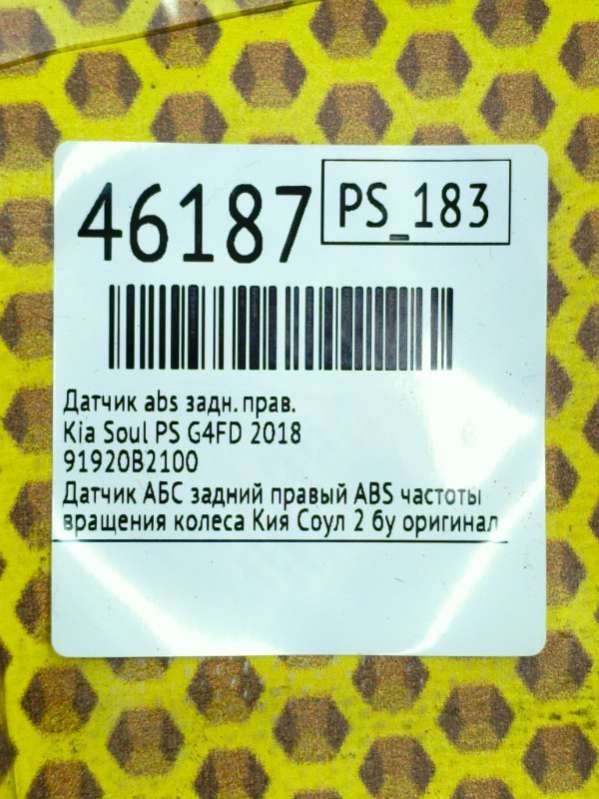 46187
PS_183
Датчик abs задн. прав.
Kia Soul PS G4FD 2018
91920B2100
Датчик АБС задний правый ABS частоты
вращения колеса Кия Соул 2 бу оригинал